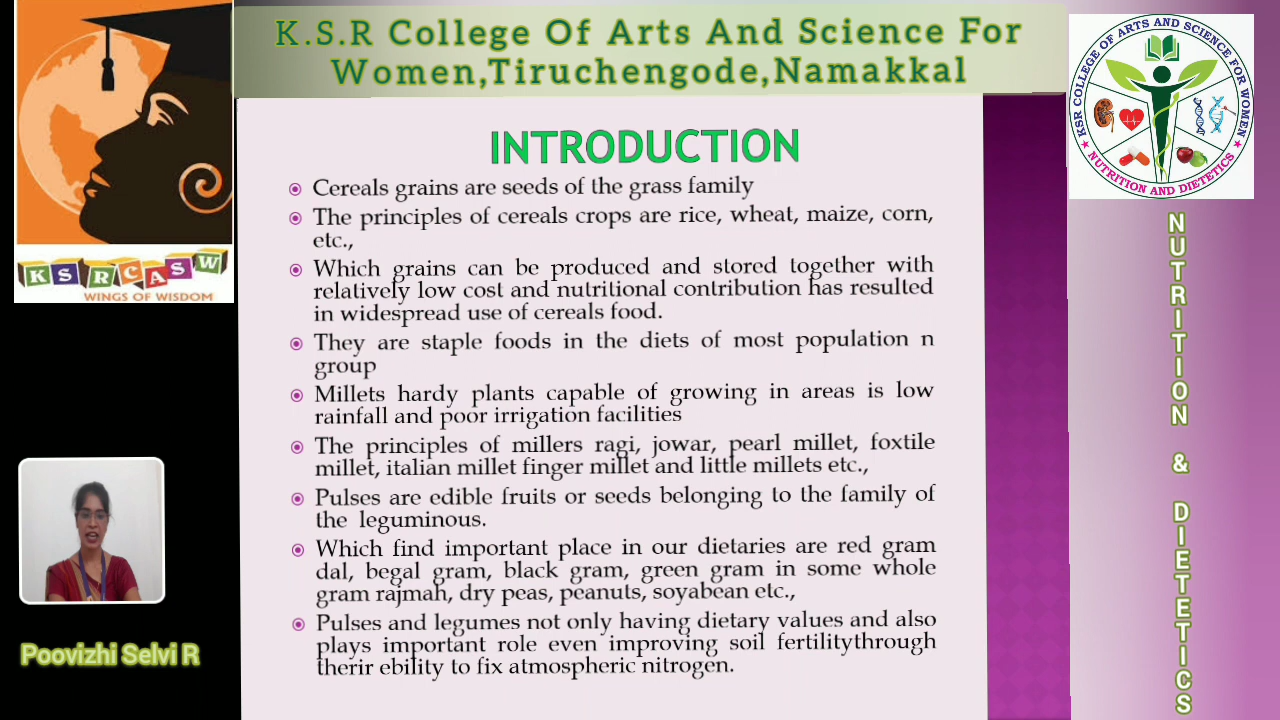 K.S.R College Of Arts And Science For
Women,Tiruchengode,Namakkal
KSRCASW
WINGS OF WISDOM
KSR COLLEGE OF ARTS AND SCIENCE FOR WOMEN
NUTRITION AND DIETETICS
INTRODUCTION
Cereals grains are seeds of the grass family
The principles of cereals crops are rice, wheat, maize, corn,
etc.,
Which grains can be produced and stored together with
relatively low cost and nutritional contribution has resulted
in widespread use of cereals food.
They are staple foods in the diets of most population n
group
Millets hardy plants capable of growing in areas is low
rainfall and poor irrigation facilities
The principles of millers ragi, jowar, pearl millet, foxtile
millet, italian millet finger millet and little millets etc.,
Pulses are edible fruits or seeds belonging to the family of
the leguminous.
Which find important place in our dietaries are red gram
dal, begal gram, black gram, green gram in some whole
gram rajmah, dry peas, peanuts, soyabean etc.,
Pulses and legumes not only having dietary values and also
plays important role even improving soil fertilitythrough
therir ebility to fix atmospheric nitrogen.
Poovizhi Selvi R
NUTRITION & DIETETICS